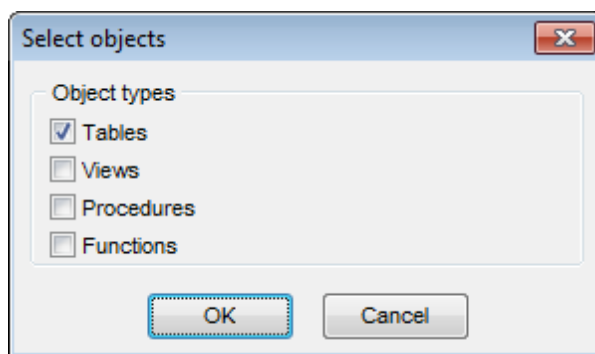 Select objects
Object types
Tables
Views
Procedures
Functions
OK Cancel